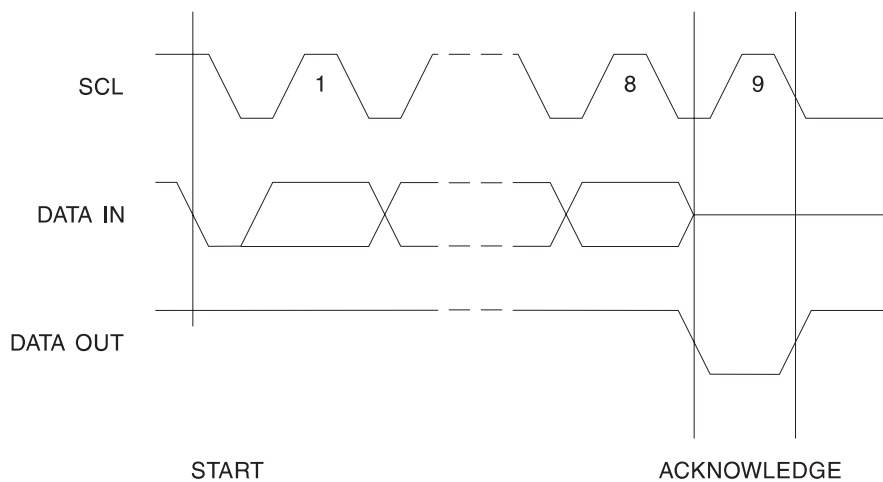 SCL 1 8 9
DATA IN
DATA OUT
START ACKNOWLEDGE